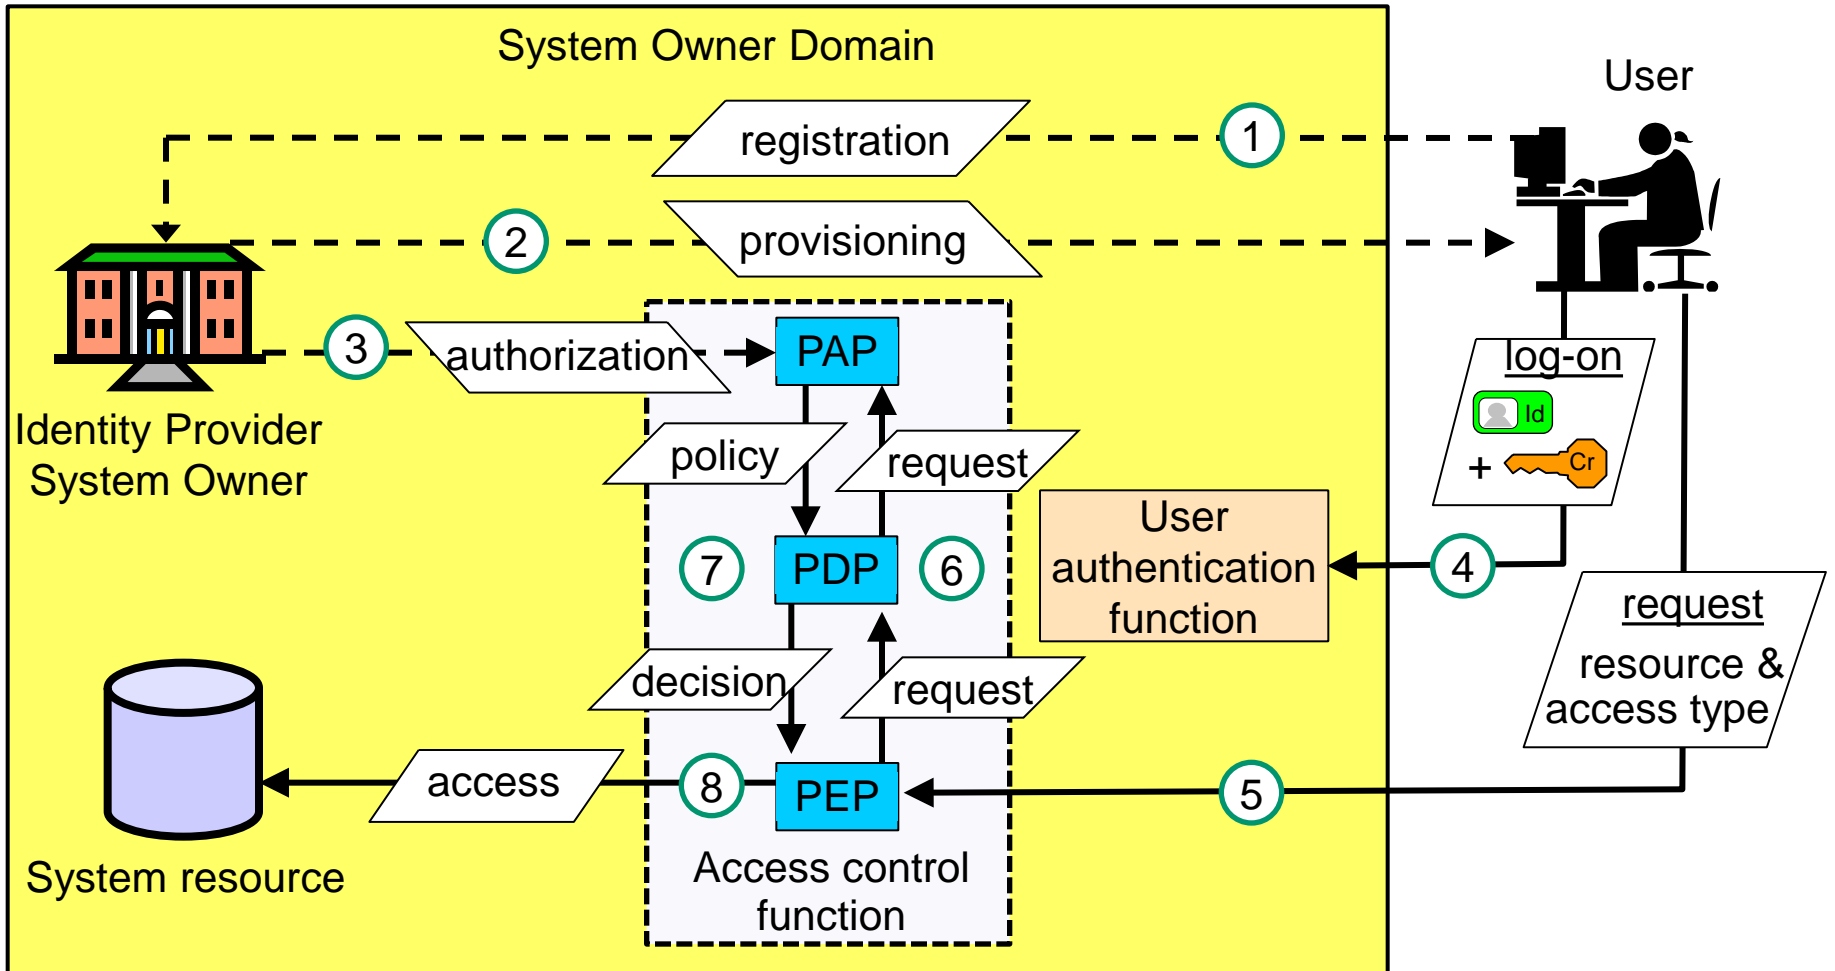 System Owner Domain
User
registration
1
2
provisioning
3
authorization
PAP
log-on
Id
+
Cr
Identity Provider
System Owner
policy
request
User
authentication
function
7
PDP
6
4
request
resource &
access type
decision
request
access
8
PEP
5
System resource
Access control
function